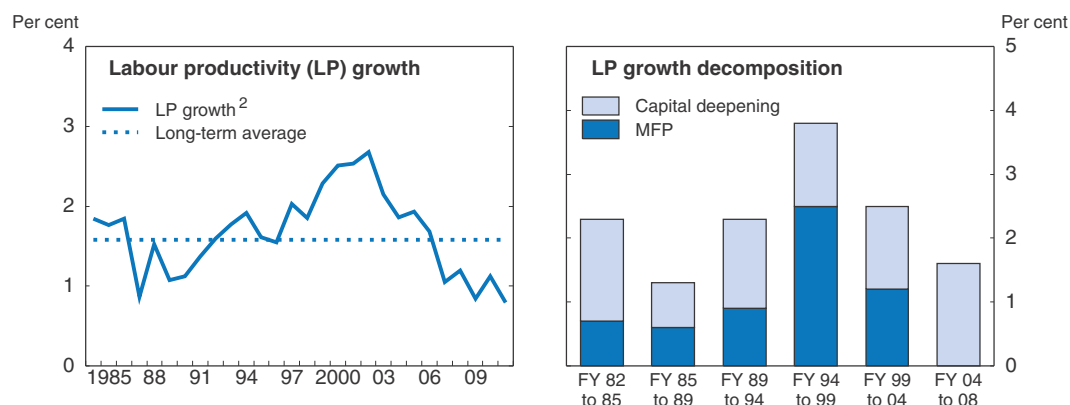 Per cent
Per cent
4
3
2
1
0
Labour productivity (LP) growth
LP growth 2
Long-term average
1985 88 91 94 97 2000 03 06 09
LP growth decomposition
Capital deepening
MFP
5
4
3
2
1
0
FY 82 to 85
FY 85 to 89
FY 89 to 94
FY 94 to 99
FY 99 to 04
FY 04 to 08